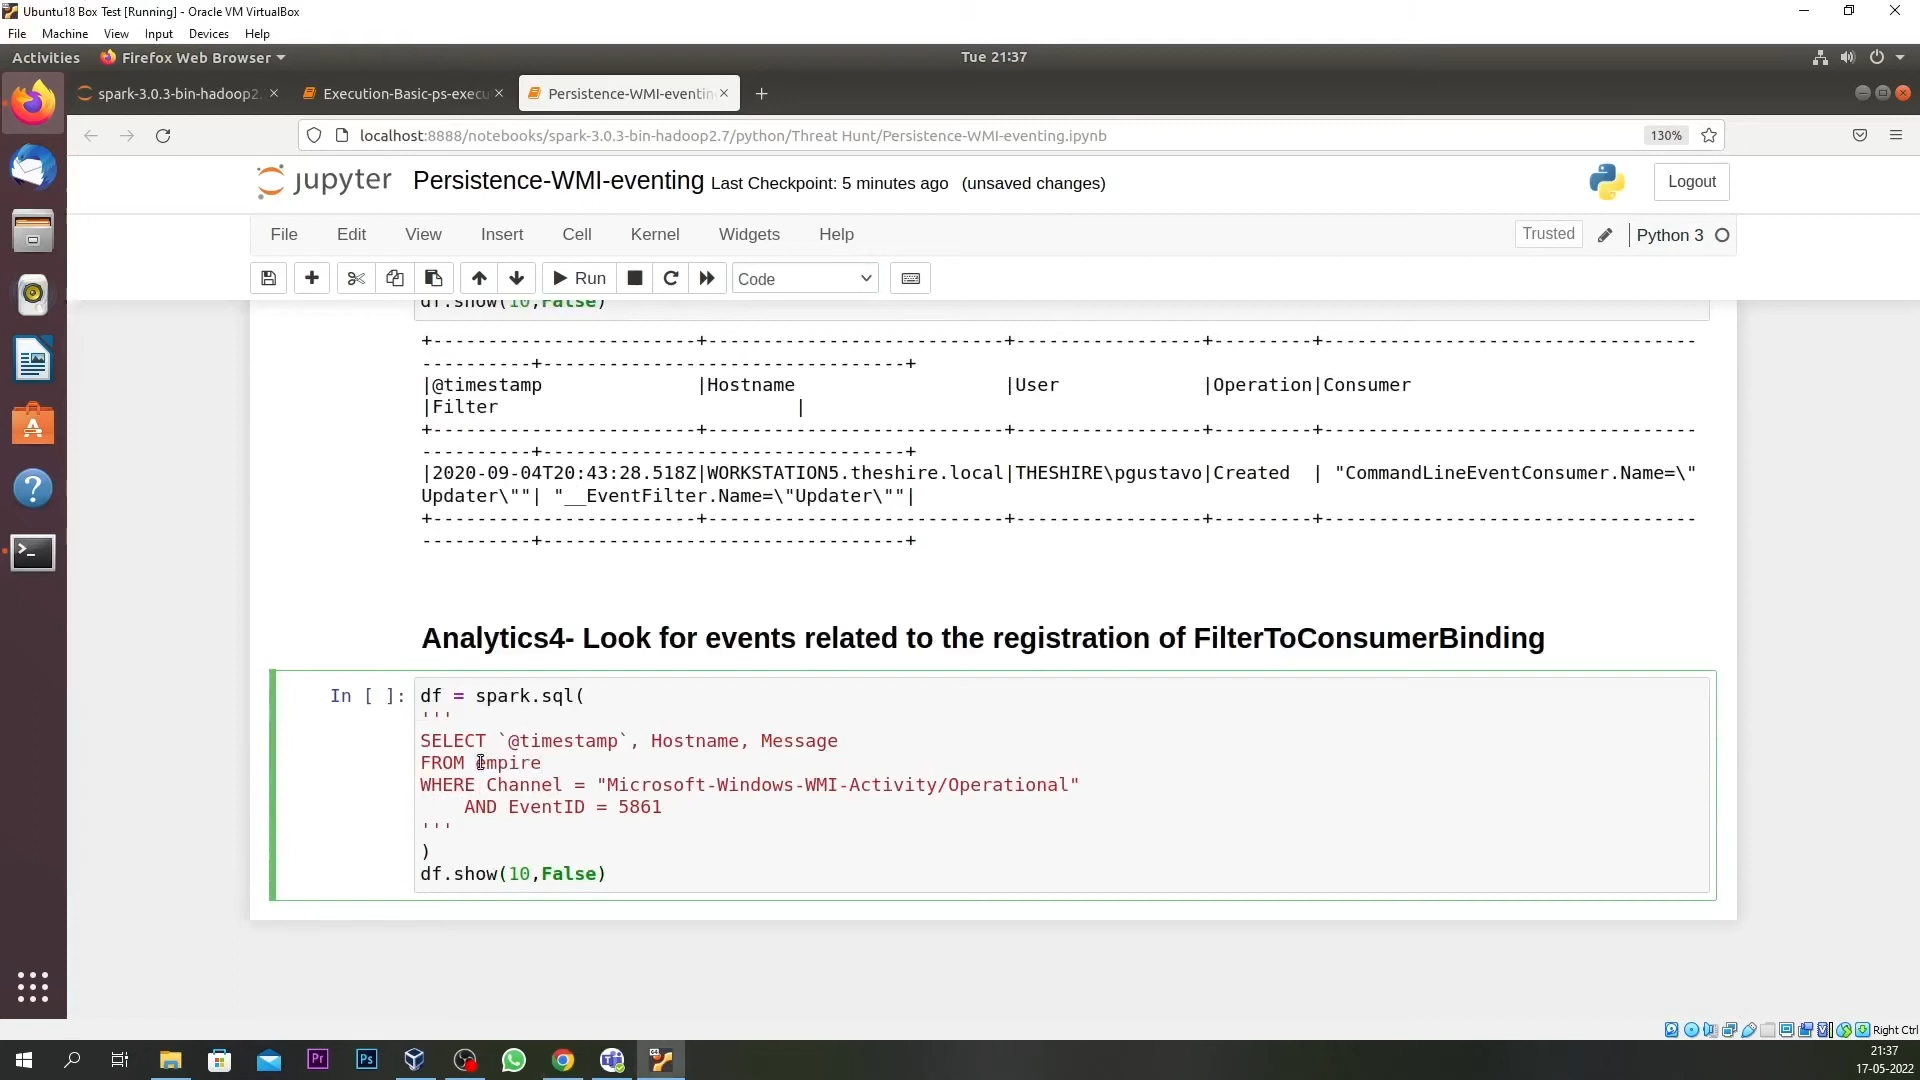 Ubuntu18 Box Test [Running] - Oracle VM VirtualBox
File Machine View Input Devices Help
Activities Firefox Web Browser Tue 21:37
spark-3.0.3-bin-hadoop2. Execution-Basic-ps-execu Persistence-WMI-eventin
localhost:8888/notebooks/spark-3.0.3-bin-hadoop2.7/python/Threat Hunt/Persistence-WMI-eventing.ipynb 130%
jupyter Persistence-WMI-eventing Last Checkpoint: 5 minutes ago (unsaved changes) Logout
File Edit View Insert Cell Kernel Widgets Help Trusted Python 3
Run Code
df.show(10,False)
+------------------------+---------------------------+----------------+---------+----------------------------------
----------+---------------------------------+
|@timestamp |Hostname |User |Operation|Consumer
|Filter |
+------------------------+---------------------------+----------------+---------+----------------------------------
----------+---------------------------------+
|2020-09-04T20:43:28.518Z|WORKSTATION5.theshire.local|THESHIRE\pgustavo|Created | "CommandLineEventConsumer.Name=\"
Updater\""| "__EventFilter.Name=\"Updater\""|
+------------------------+---------------------------+----------------+---------+----------------------------------
----------+---------------------------------+
Analytics4- Look for events related to the registration of FilterToConsumerBinding
In [ ]: df = spark.sql(
'''
SELECT `@timestamp`, Hostname, Message
FROM empire
WHERE Channel = "Microsoft-Windows-WMI-Activity/Operational"
AND EventID = 5861
'''
)
df.show(10,False)
Right Ctrl
Pr Ps
21:37
17-05-2022